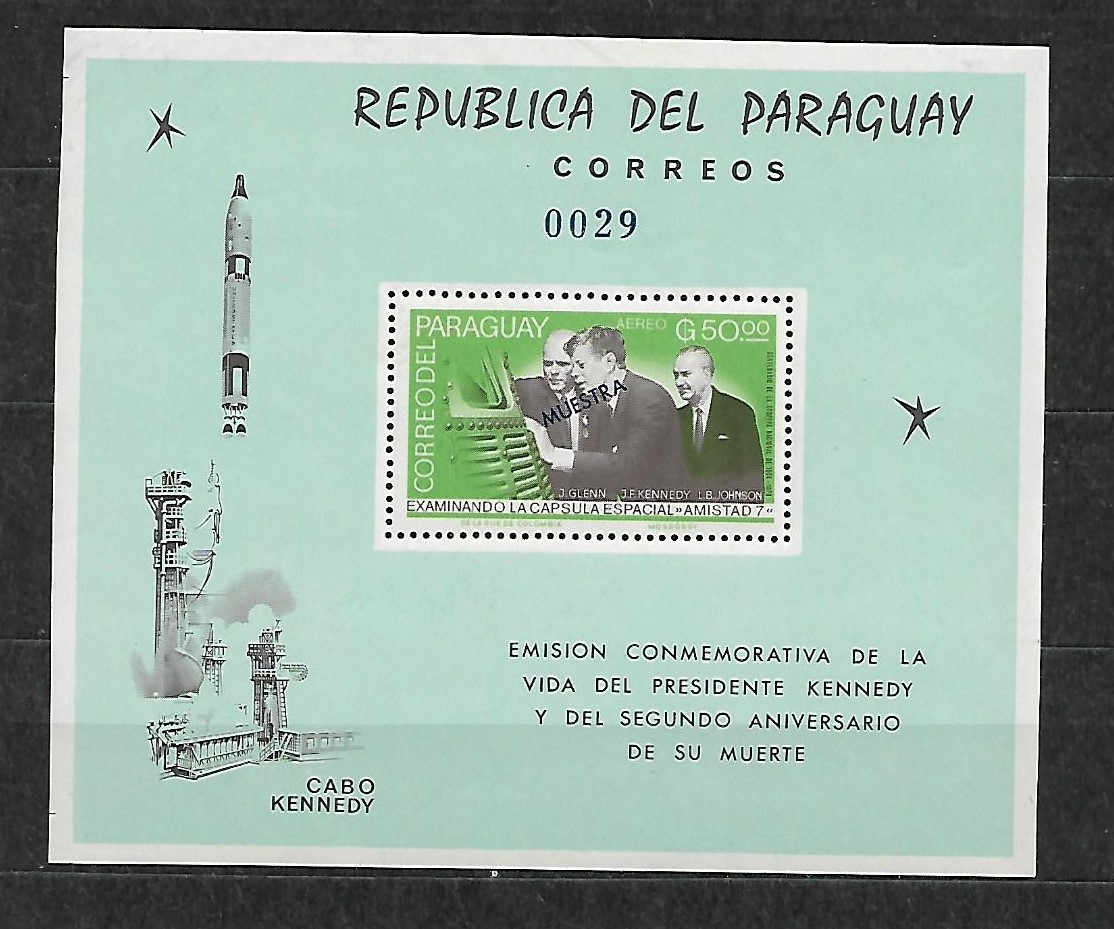 REPUBLICA DEL PARAGUAY
CORREOS
0029
CORREO DEL
PARAGUAY
AEREO
₲50.00
MUESTRA
J. GLENN J.F. KENNEDY L.B. JOHNSON
EXAMINANDO LA CAPSULA ESPACIAL »AMISTAD 7«
DE LA RUE DE COLOMBIA MOSDOSSY
EMISION CONMEMORATIVA DE LA
VIDA DEL PRESIDENTE KENNEDY
Y DEL SEGUNDO ANIVERSARIO
DE SU MUERTE
CABO
KENNEDY